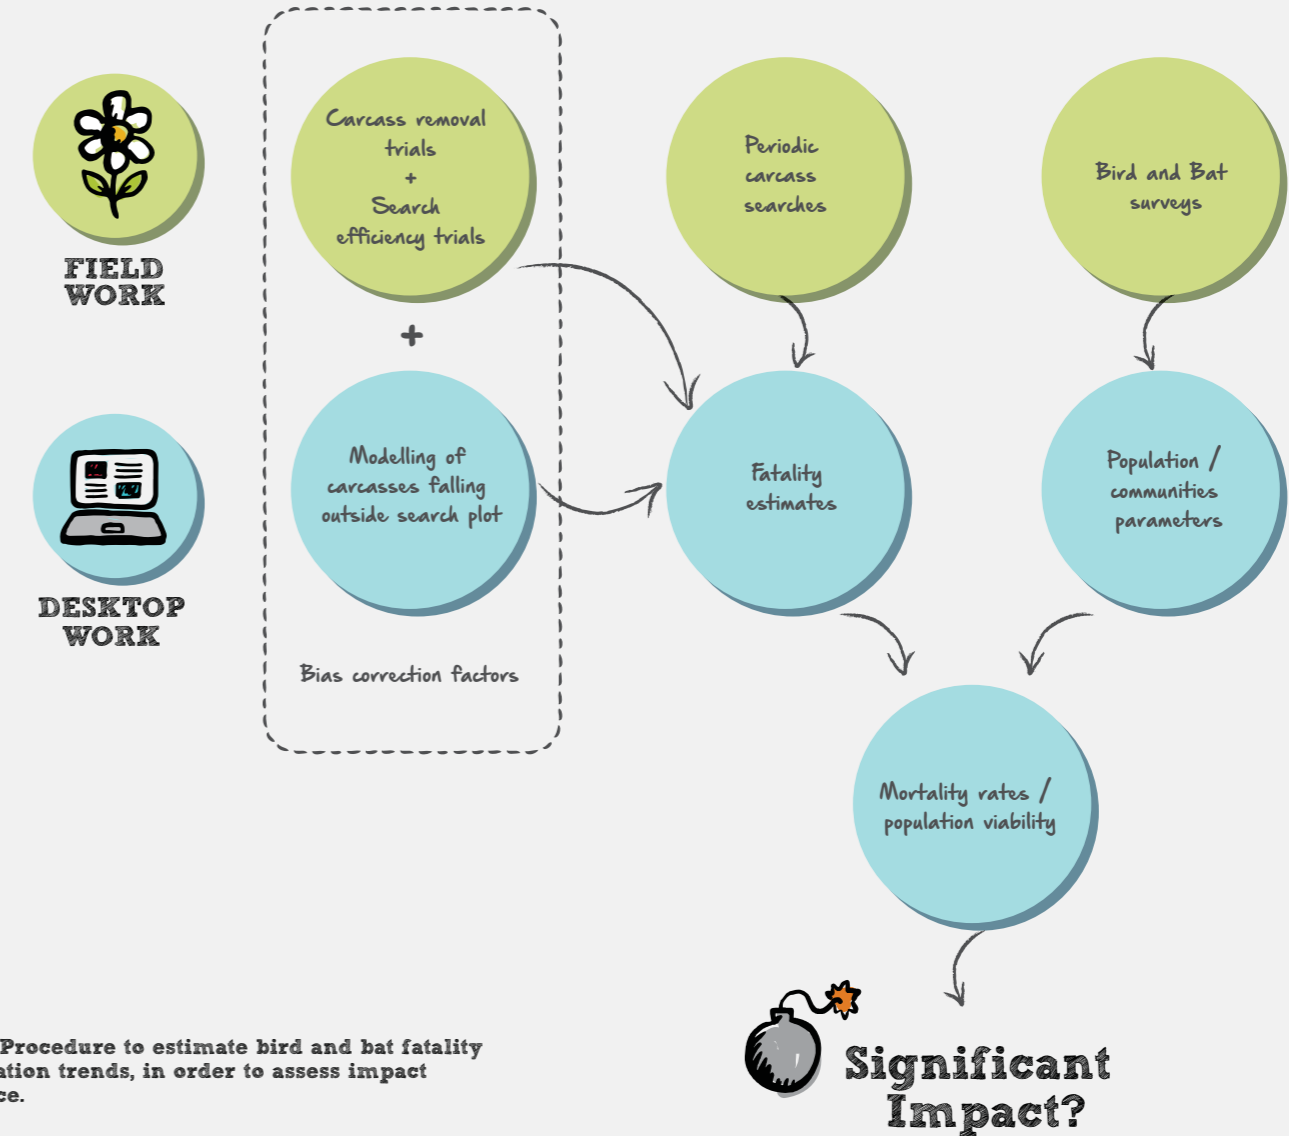 Carcass removal
trials
+
Search
efficiency trials
Periodic
carcass
searches
Bird and Bat
surveys
FIELD
WORK
+
Modelling of
carcasses falling
outside search plot
Fatality
estimates
Population /
communities
parameters
DESKTOP
WORK
Bias correction factors
Mortality rates /
population viability
Procedure to estimate bird and bat fatality
trends, in order to assess impact
Significant
Impact?